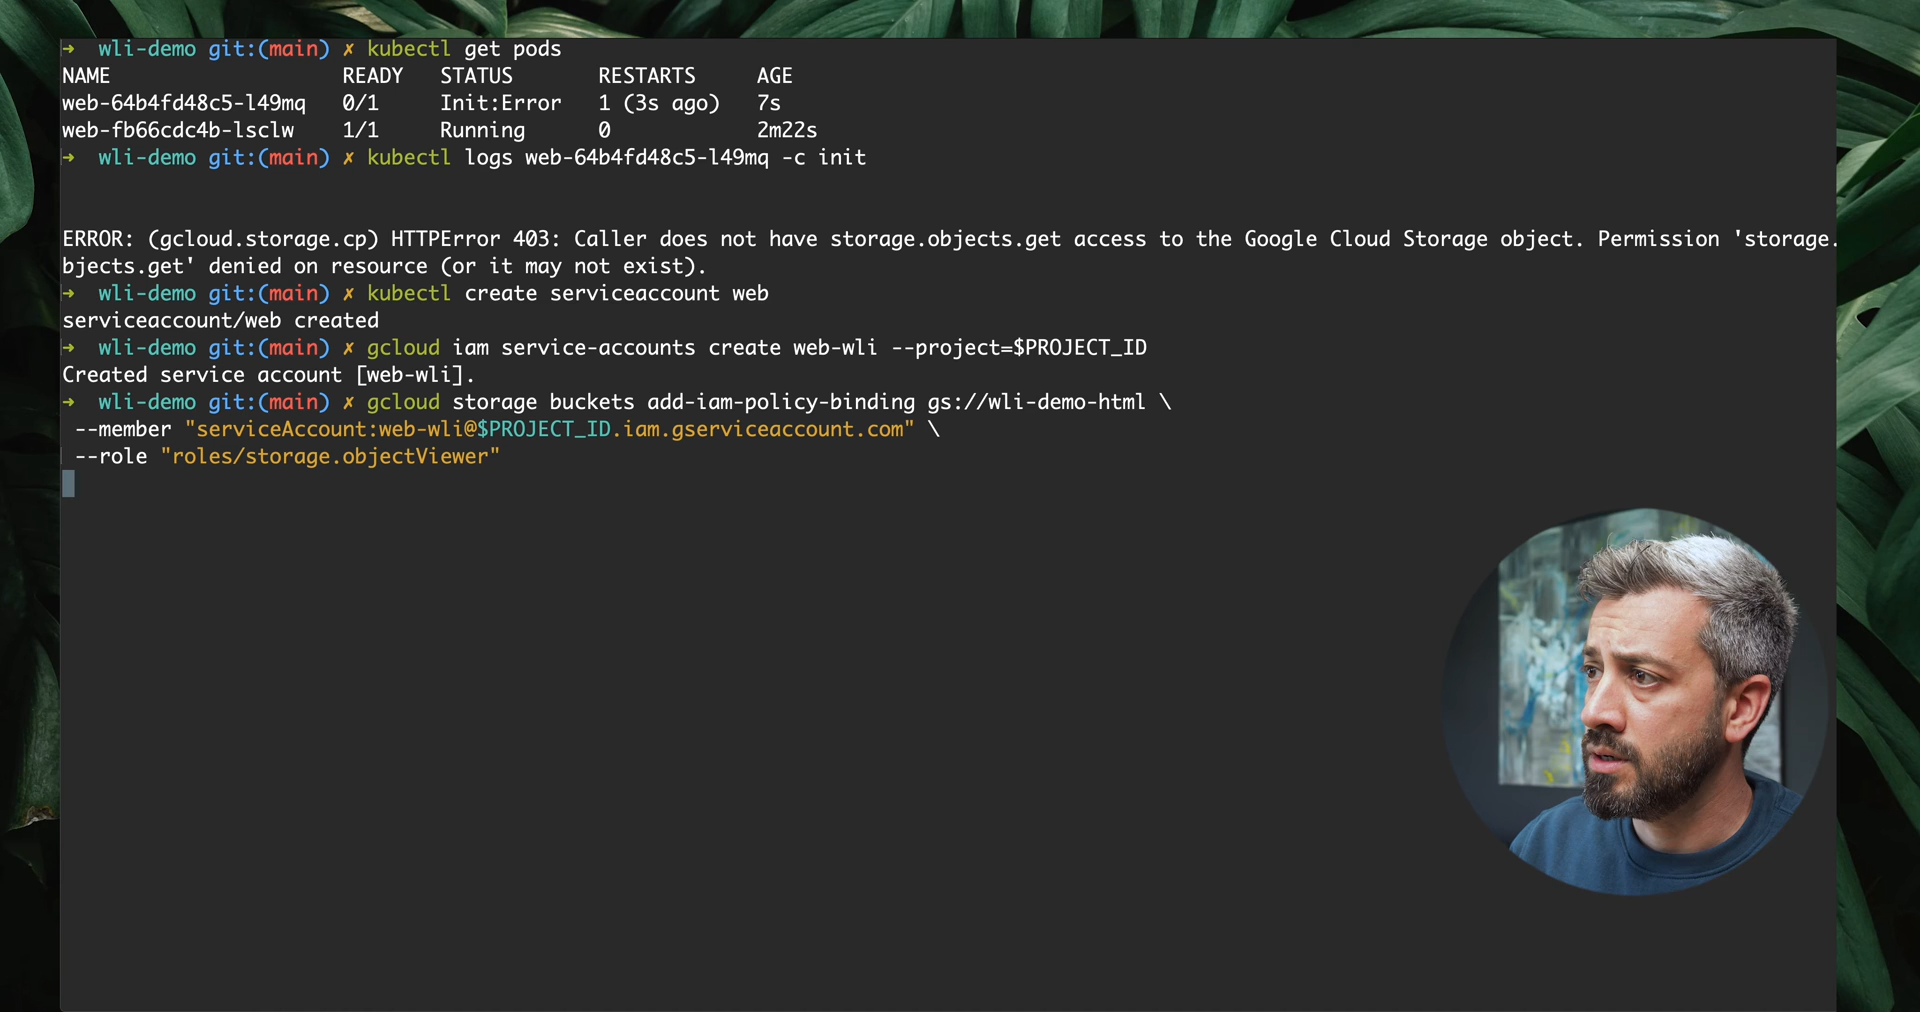 → wli-demo git:(main) ✗ kubectl get pods
NAME READY STATUS RESTARTS AGE
web-64b4fd48c5-l49mq 0/1 Init:Error 1 (3s ago) 7s
web-fb66cdc4b-lsclw 1/1 Running 0 2m22s
→ wli-demo git:(main) ✗ kubectl logs web-64b4fd48c5-l49mq -c init
ERROR: (gcloud.storage.cp) HTTPError 403: Caller does not have storage.objects.get access to the Google Cloud Storage object. Permission 'storage.
bjects.get' denied on resource (or it may not exist).
→ wli-demo git:(main) ✗ kubectl create serviceaccount web
serviceaccount/web created
→ wli-demo git:(main) ✗ gcloud iam service-accounts create web-wli --project=$PROJECT_ID
Created service account [web-wli].
→ wli-demo git:(main) ✗ gcloud storage buckets add-iam-policy-binding gs://wli-demo-html \
--member "serviceAccount:web-wli@$PROJECT_ID.iam.gserviceaccount.com" \
--role "roles/storage.objectViewer"